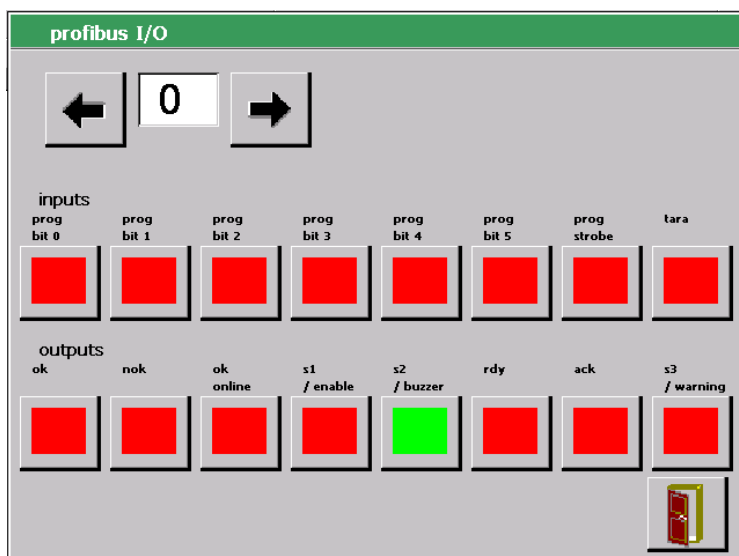 profibus I/O
0
inputs
prog bit 0
prog bit 1
prog bit 2
prog bit 3
prog bit 4
prog bit 5
prog strobe
tara
outputs
ok
nok
ok online
s1 / enable
s2 / buzzer
rdy
ack
s3 / warning